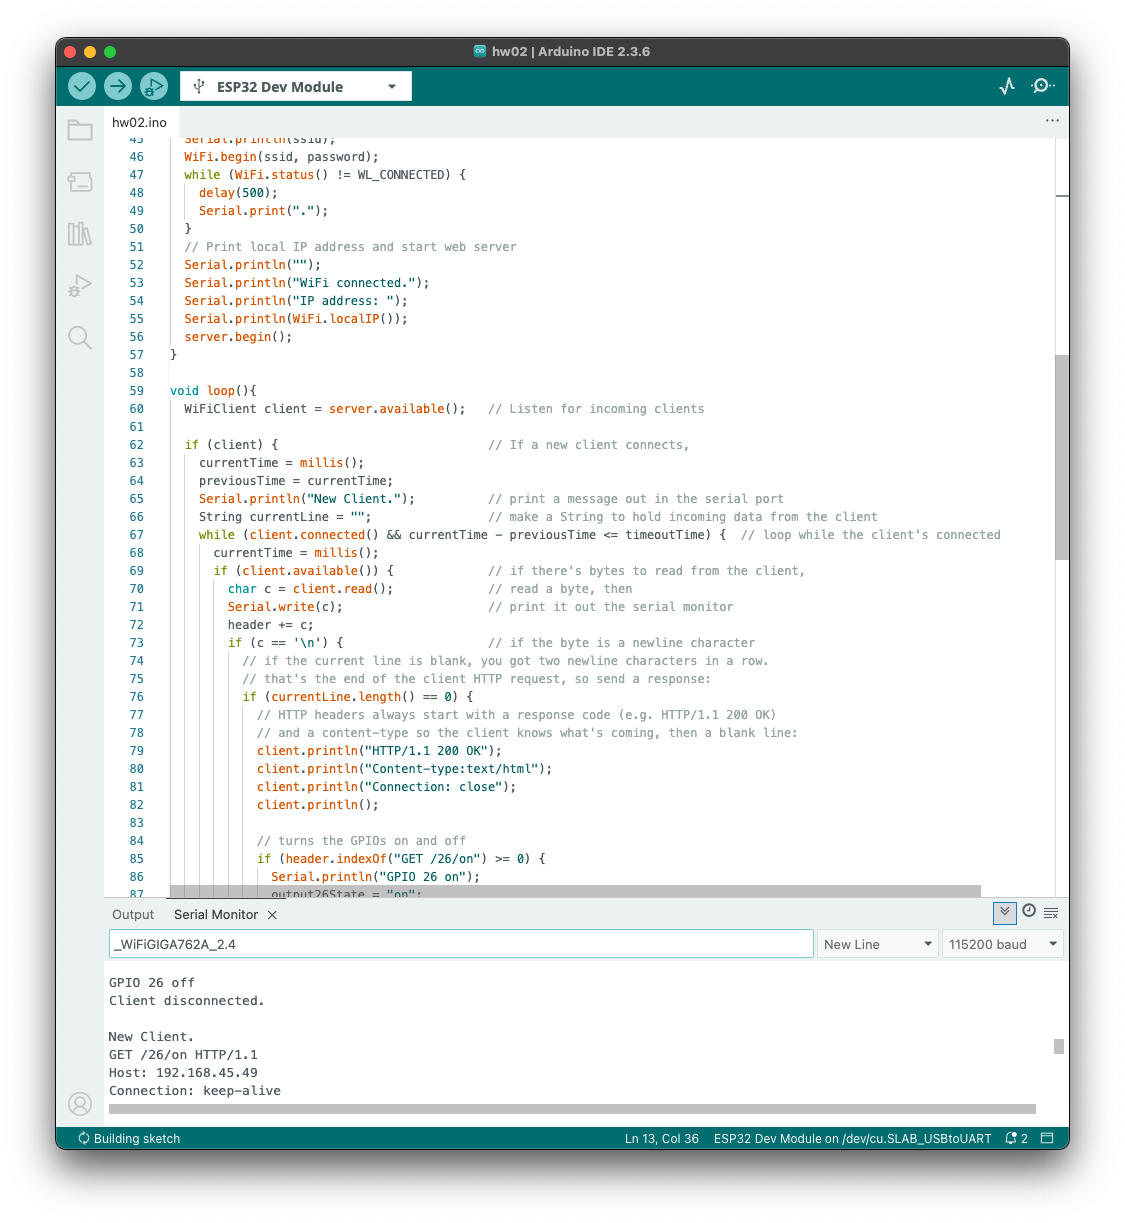 hw02 | Arduino IDE 2.3.6
ESP32 Dev Module
hw02.ino
45 Serial.println(ssid);
46 WiFi.begin(ssid, password);
47 while (WiFi.status() != WL_CONNECTED) {
48 delay(500);
49 Serial.print(".");
50 }
51 // Print local IP address and start web server
52 Serial.println("");
53 Serial.println("WiFi connected.");
54 Serial.println("IP address: ");
55 Serial.println(WiFi.localIP());
56 server.begin();
57 }
58
59 void loop(){
60 WiFiClient client = server.available(); // Listen for incoming clients
61
62 if (client) { // If a new client connects,
63 currentTime = millis();
64 previousTime = currentTime;
65 Serial.println("New Client."); // print a message out in the serial port
66 String currentLine = ""; // make a String to hold incoming data from the client
67 while (client.connected() && currentTime - previousTime <= timeoutTime) { // loop while the client's connected
68 currentTime = millis();
69 if (client.available()) { // if there's bytes to read from the client,
70 char c = client.read(); // read a byte, then
71 Serial.write(c); // print it out the serial monitor
72 header += c;
73 if (c == '\n') { // if the byte is a newline character
74 // if the current line is blank, you got two newline characters in a row.
75 // that's the end of the client HTTP request, so send a response:
76 if (currentLine.length() == 0) {
77 // HTTP headers always start with a response code (e.g. HTTP/1.1 200 OK)
78 // and a content-type so the client knows what's coming, then a blank line:
79 client.println("HTTP/1.1 200 OK");
80 client.println("Content-type:text/html");
81 client.println("Connection: close");
82 client.println();
83
84 // turns the GPIOs on and off
85 if (header.indexOf("GET /26/on") >= 0) {
86 Serial.println("GPIO 26 on");
87 output26State = "on";
Output Serial Monitor
_WiFiGIGA762A_2.4 New Line 115200 baud
GPIO 26 off
Client disconnected.
New Client.
GET /26/on HTTP/1.1
Host: 192.168.45.49
Connection: keep-alive
Building sketch Ln 13, Col 36 ESP32 Dev Module on /dev/cu.SLAB_USBtoUART 2